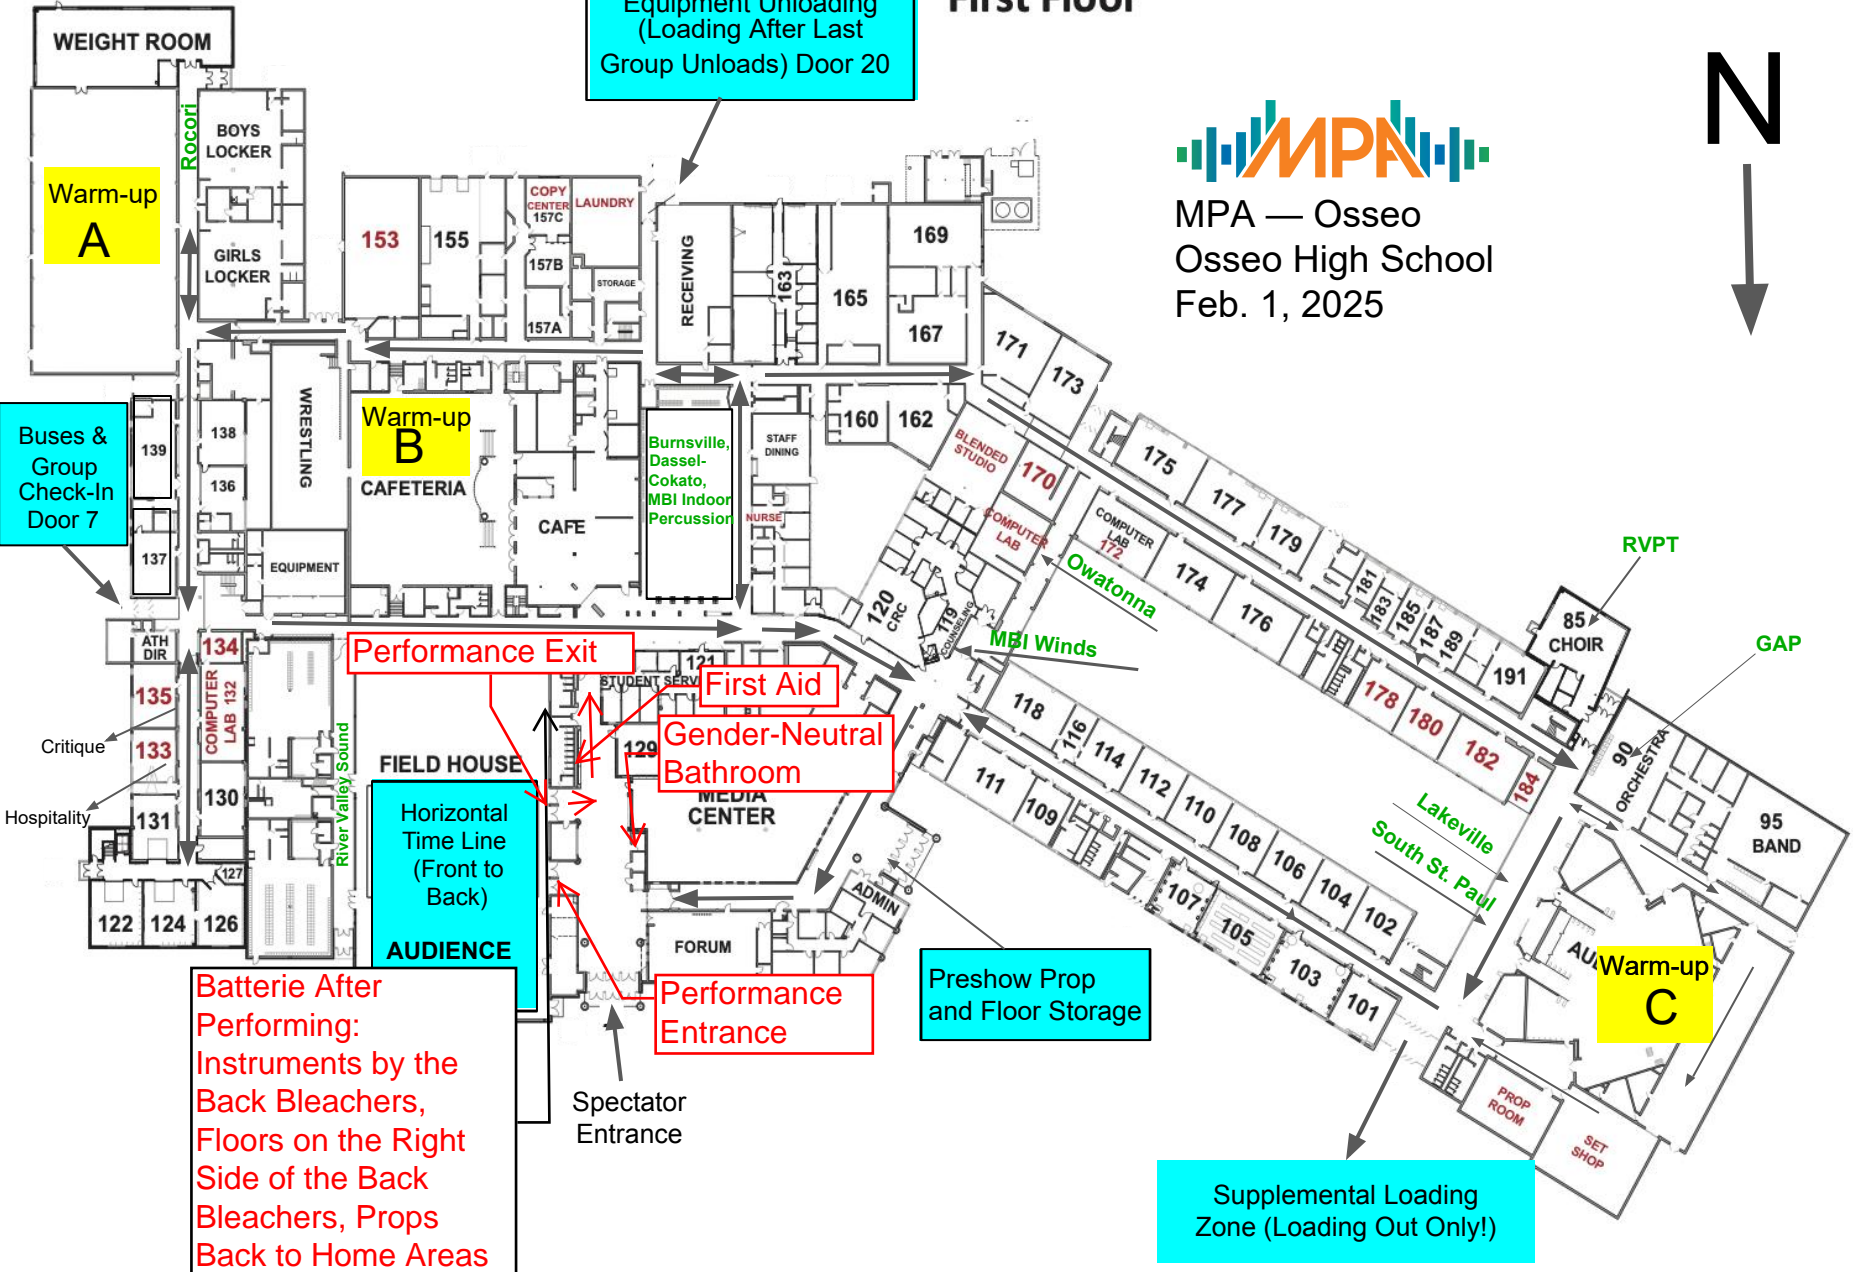 First Floor
Equipment Unloading
(Loading After Last
Group Unloads) Door 20
N
MPA
MPA — Osseo
Osseo High School
Feb. 1, 2025
WEIGHT ROOM
Rocori
BOYS
LOCKER
GIRLS
LOCKER
Warm-up
A
153
155
COPY
CENTER
157C
157B
157A
LAUNDRY
STORAGE
RECEIVING
163
165
169
167
171
173
WRESTLING
Warm-up
B
CAFETERIA
CAFE
Burnsville,
Dassel-
Cokato,
MBI Indoor
Percussion
STAFF
DINING
NURSE
160
162
BLENDED
STUDIO
170
COMPUTER
LAB
COMPUTER
LAB
172
174
176
175
177
179
181
183
185
187
189
191
178
180
182
184
Owatonna
MBI Winds
RVPT
85
CHOIR
GAP
90
ORCHESTRA
95
BAND
Buses &
Group
Check-In
Door 7
139
137
138
136
EQUIPMENT
ATH
DIR
134
COMPUTER
LAB 132
135
133
131
130
127
122
124
126
Critique
Hospitality
River Valley Sound
Performance Exit
121
STUDENT SERV
First Aid
129
Gender-Neutral
Bathroom
MEDIA
CENTER
FIELD HOUSE
Horizontal
Time Line
(Front to
Back)
AUDIENCE
120
CRC
119
COUNSELING
118
116
114
112
110
108
106
104
102
111
109
107
105
103
101
Lakeville
South St. Paul
ADMIN
FORUM
Preshow Prop
and Floor Storage
Performance
Entrance
Spectator
Entrance
Batterie After
Performing:
Instruments by the
Back Bleachers,
Floors on the Right
Side of the Back
Bleachers, Props
Back to Home Areas
Warm-up
C
PROP
ROOM
SET
SHOP
Supplemental Loading
Zone (Loading Out Only!)